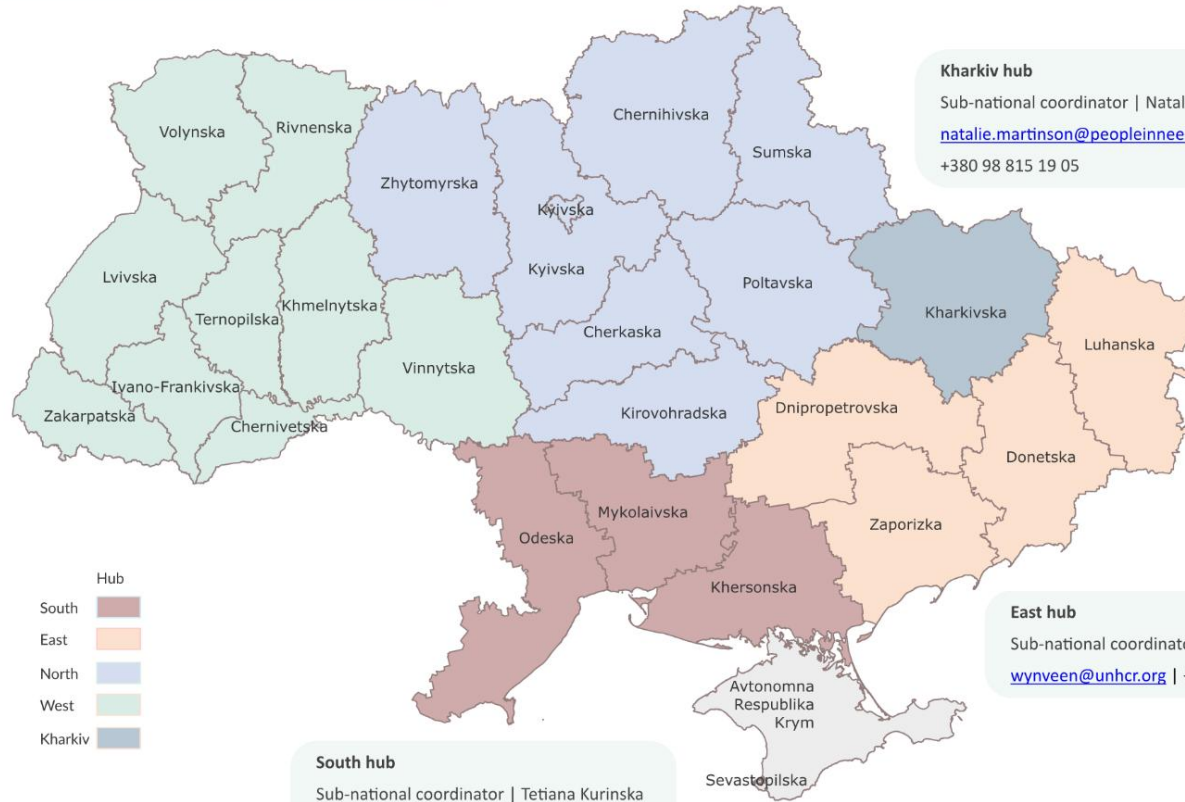 Kharkiv hub
Sub-national coordinator | Natal
natalie.martinson@peopleinnee
+380 98 815 19 05
Volynska
Rivnenska
Chernihivska
Sumska
Zhytomyrska
Kyivska
Lvivska
Ternopilska
Khmelnytska
Kyivska
Poltavska
Kharkivska
Luhanska
Cherkaska
Vinnytska
Ivano-Frankivska
Zakarpatska
Chernivetska
Kirovohradska
Dnipropetrovska
Donetska
Odeska
Mykolaivska
Zaporizka
Khersonska
Hub
South
East
North
West
Kharkiv
East hub
Sub-national coordinato
wynveen@unhcr.org |
Avtonomna
Respublika
Krym
Sevastopilska
South hub
Sub-national coordinator | Tetiana Kurinska